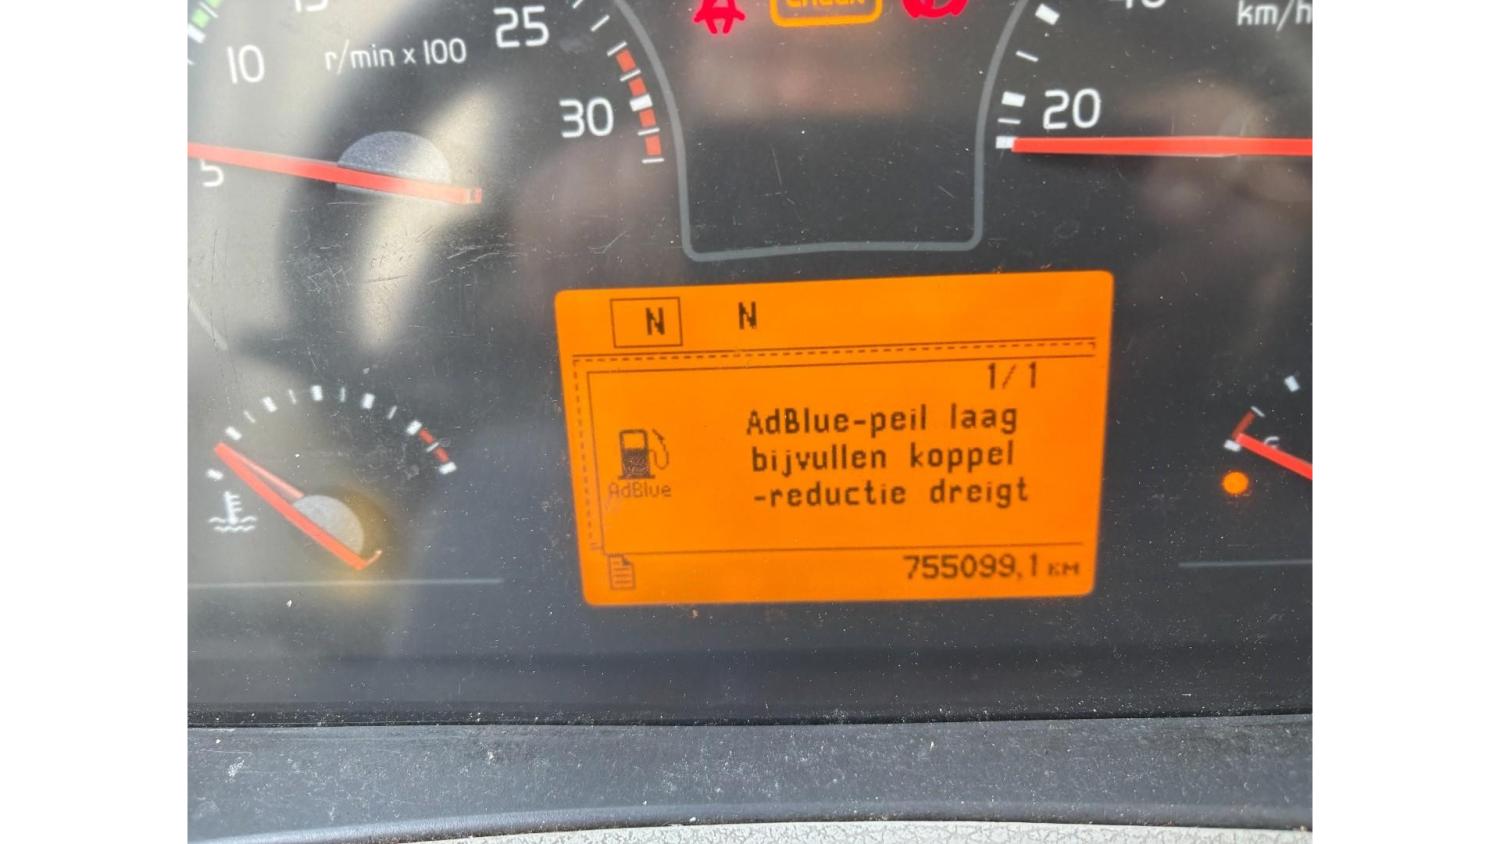 25
km/h
10
r/min x 100
30
20
5
N N
1/1
AdBlue-peil laag
bijvullen koppel
-reductie dreigt
AdBlue
755099,1 KM